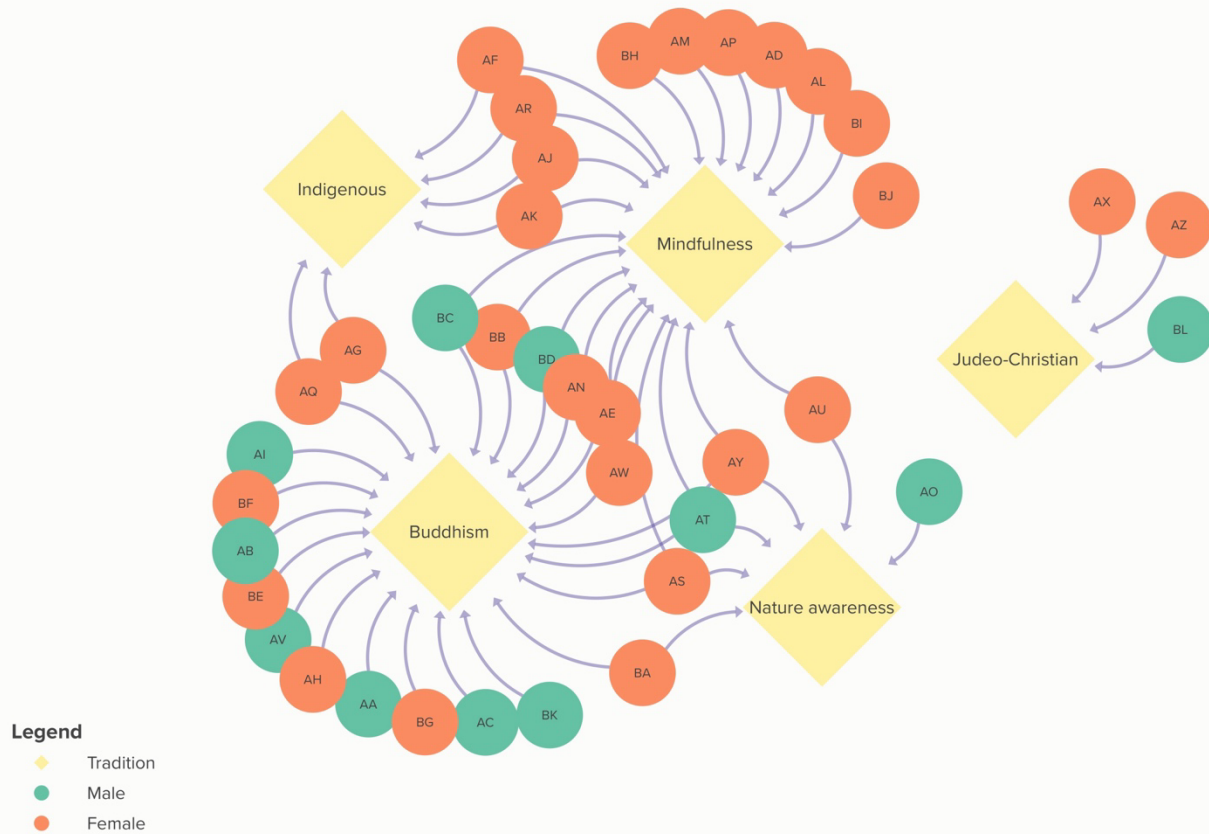 AF
AR
AJ
AK
BH
AM
AP
AD
AL
BI
BJ
Indigenous
Mindfulness
AX
AZ
BL
Judeo-Christian
BC
BB
BD
AN
AE
AW
AG
AQ
AU
AY
AT
AS
AO
AI
BF
AB
BE
AV
AH
AA
BG
AC
BK
BA
Buddhism
Nature awareness
Legend
Tradition
Male
Female